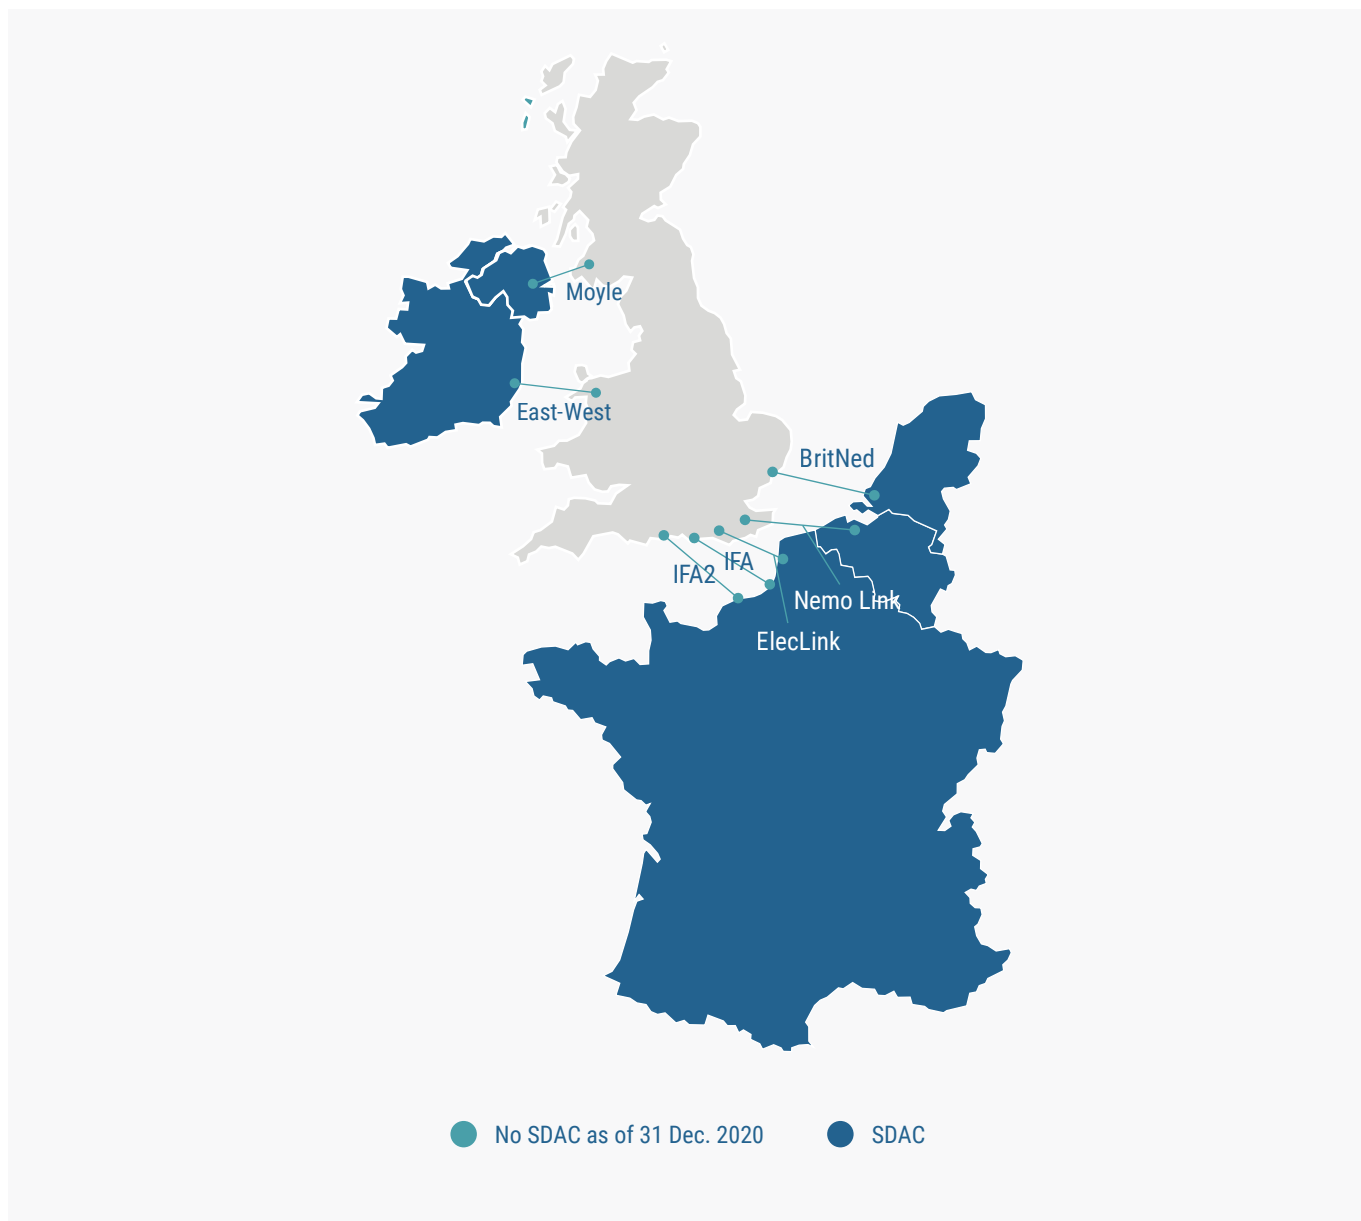 Moyle
East-West
BritNed
IFA
IFA2
Nemo Link
ElecLink
No SDAC as of 31 Dec. 2020
SDAC